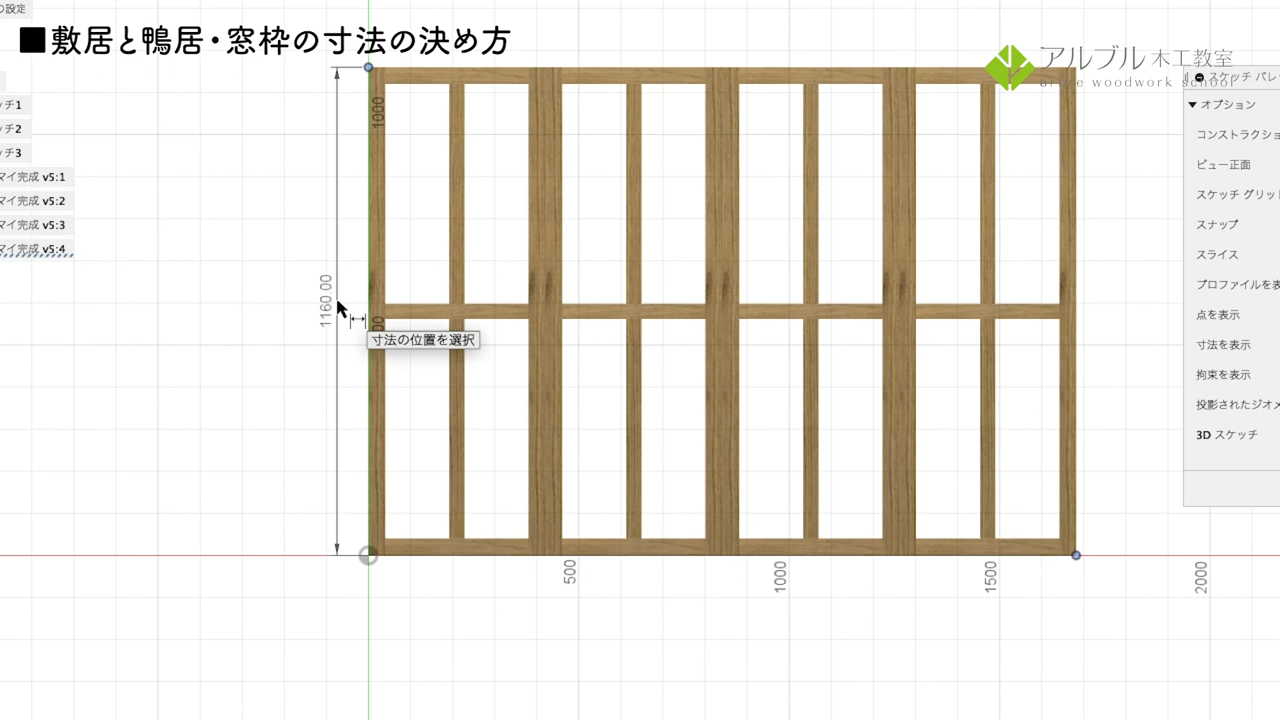 の設定
■敷居と鴨居・窓枠の寸法の決め方
アルブル 木工教室
arbre woodwork school
スケッチ パレ
オプション
コンストラクショ
ビュー正面
スケッチ グリッ
スナップ
スライス
プロファイルを表
点を表示
寸法を表示
拘束を表示
投影されたジオメ
3D スケッチ
ッチ1
ッチ2
ッチ3
マイ完成 v5:1
マイ完成 v5:2
マイ完成 v5:3
マイ完成 v5:4
1000
1160.00
寸法の位置を選択
500
1000
1500
2000